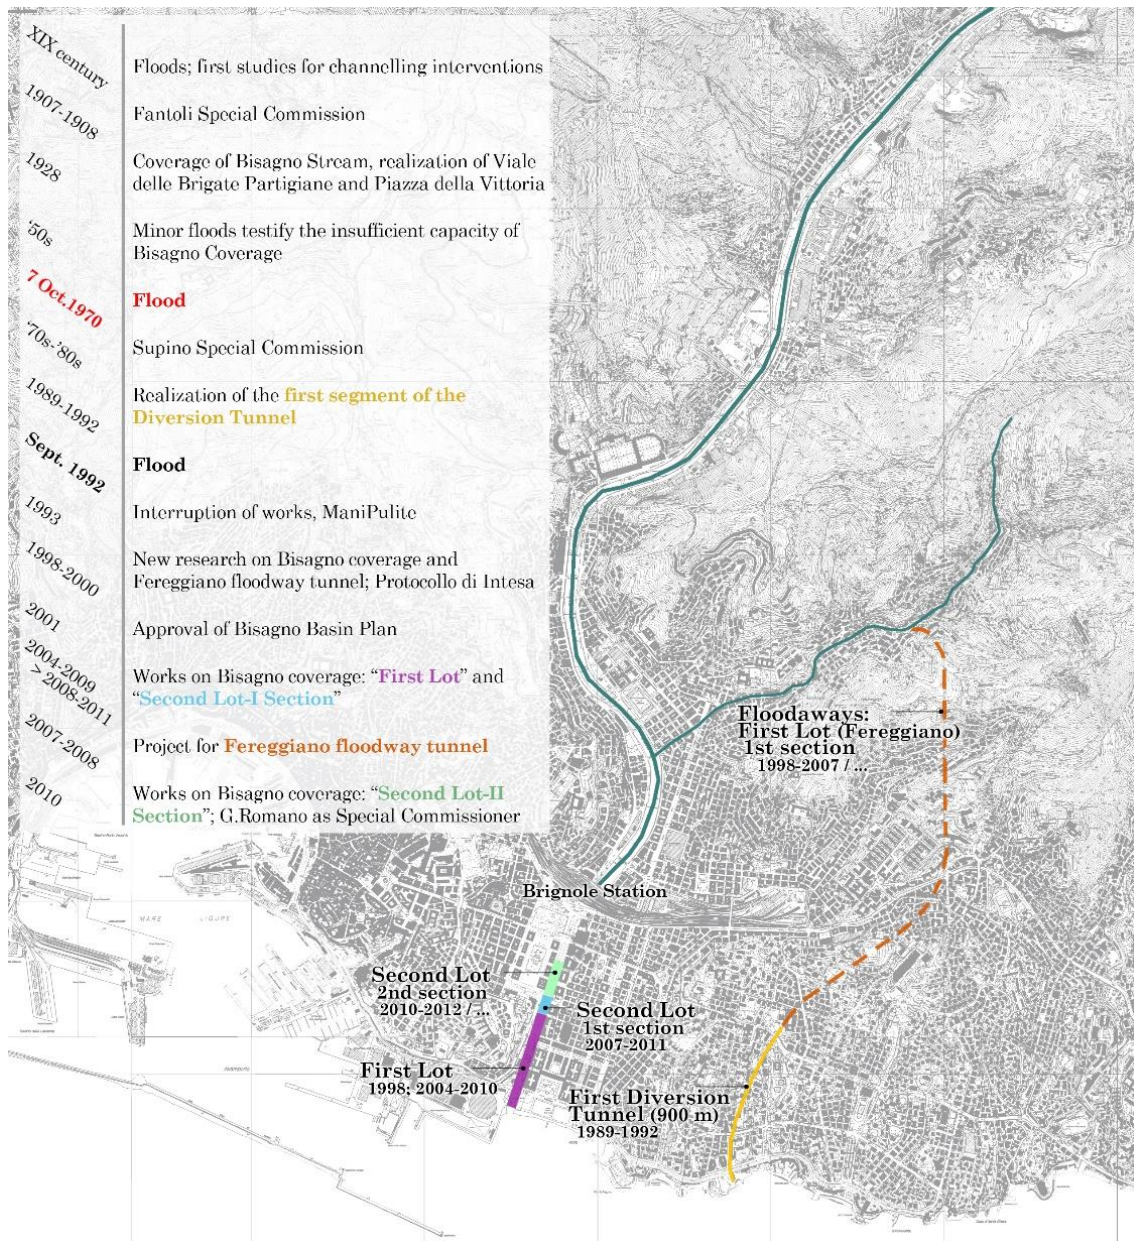 XIX century
Floods; first studies for channelling interventions
1907-1908
Fantoli Special Commission
1928
Coverage of Bisagno Stream, realization of Viale
delle Brigate Partigiane and Piazza della Vittoria
'50s
Minor floods testify the insufficient capacity of
Bisagno Coverage
7 Oct.1970
Flood
'70s-'80s
Supino Special Commission
1989-1992
Realization of the first segment of the
Diversion Tunnel
Sept. 1992
Flood
1993
Interruption of works, ManiPulite
1998-2000
New research on Bisagno coverage and
Fereggiano floodway tunnel; Protocollo di Intesa
2001
Approval of Bisagno Basin Plan
2004-2009
> 2008-2011
Works on Bisagno coverage: “First Lot” and
“Second Lot-I Section”
2007-2008
Project for Fereggiano floodway tunnel
2010
Works on Bisagno coverage: “Second Lot-II
Section”; G.Romano as Special Commissioner
Floodaways:
First Lot (Fereggiano)
1st section
1998-2007 / ...
Brignole Station
MARE LIGURE
Second Lot
2nd section
2010-2012 / ...
Second Lot
1st section
2007-2011
First Lot
1998; 2004-2010
First Diversion
Tunnel (900 m)
1989-1992